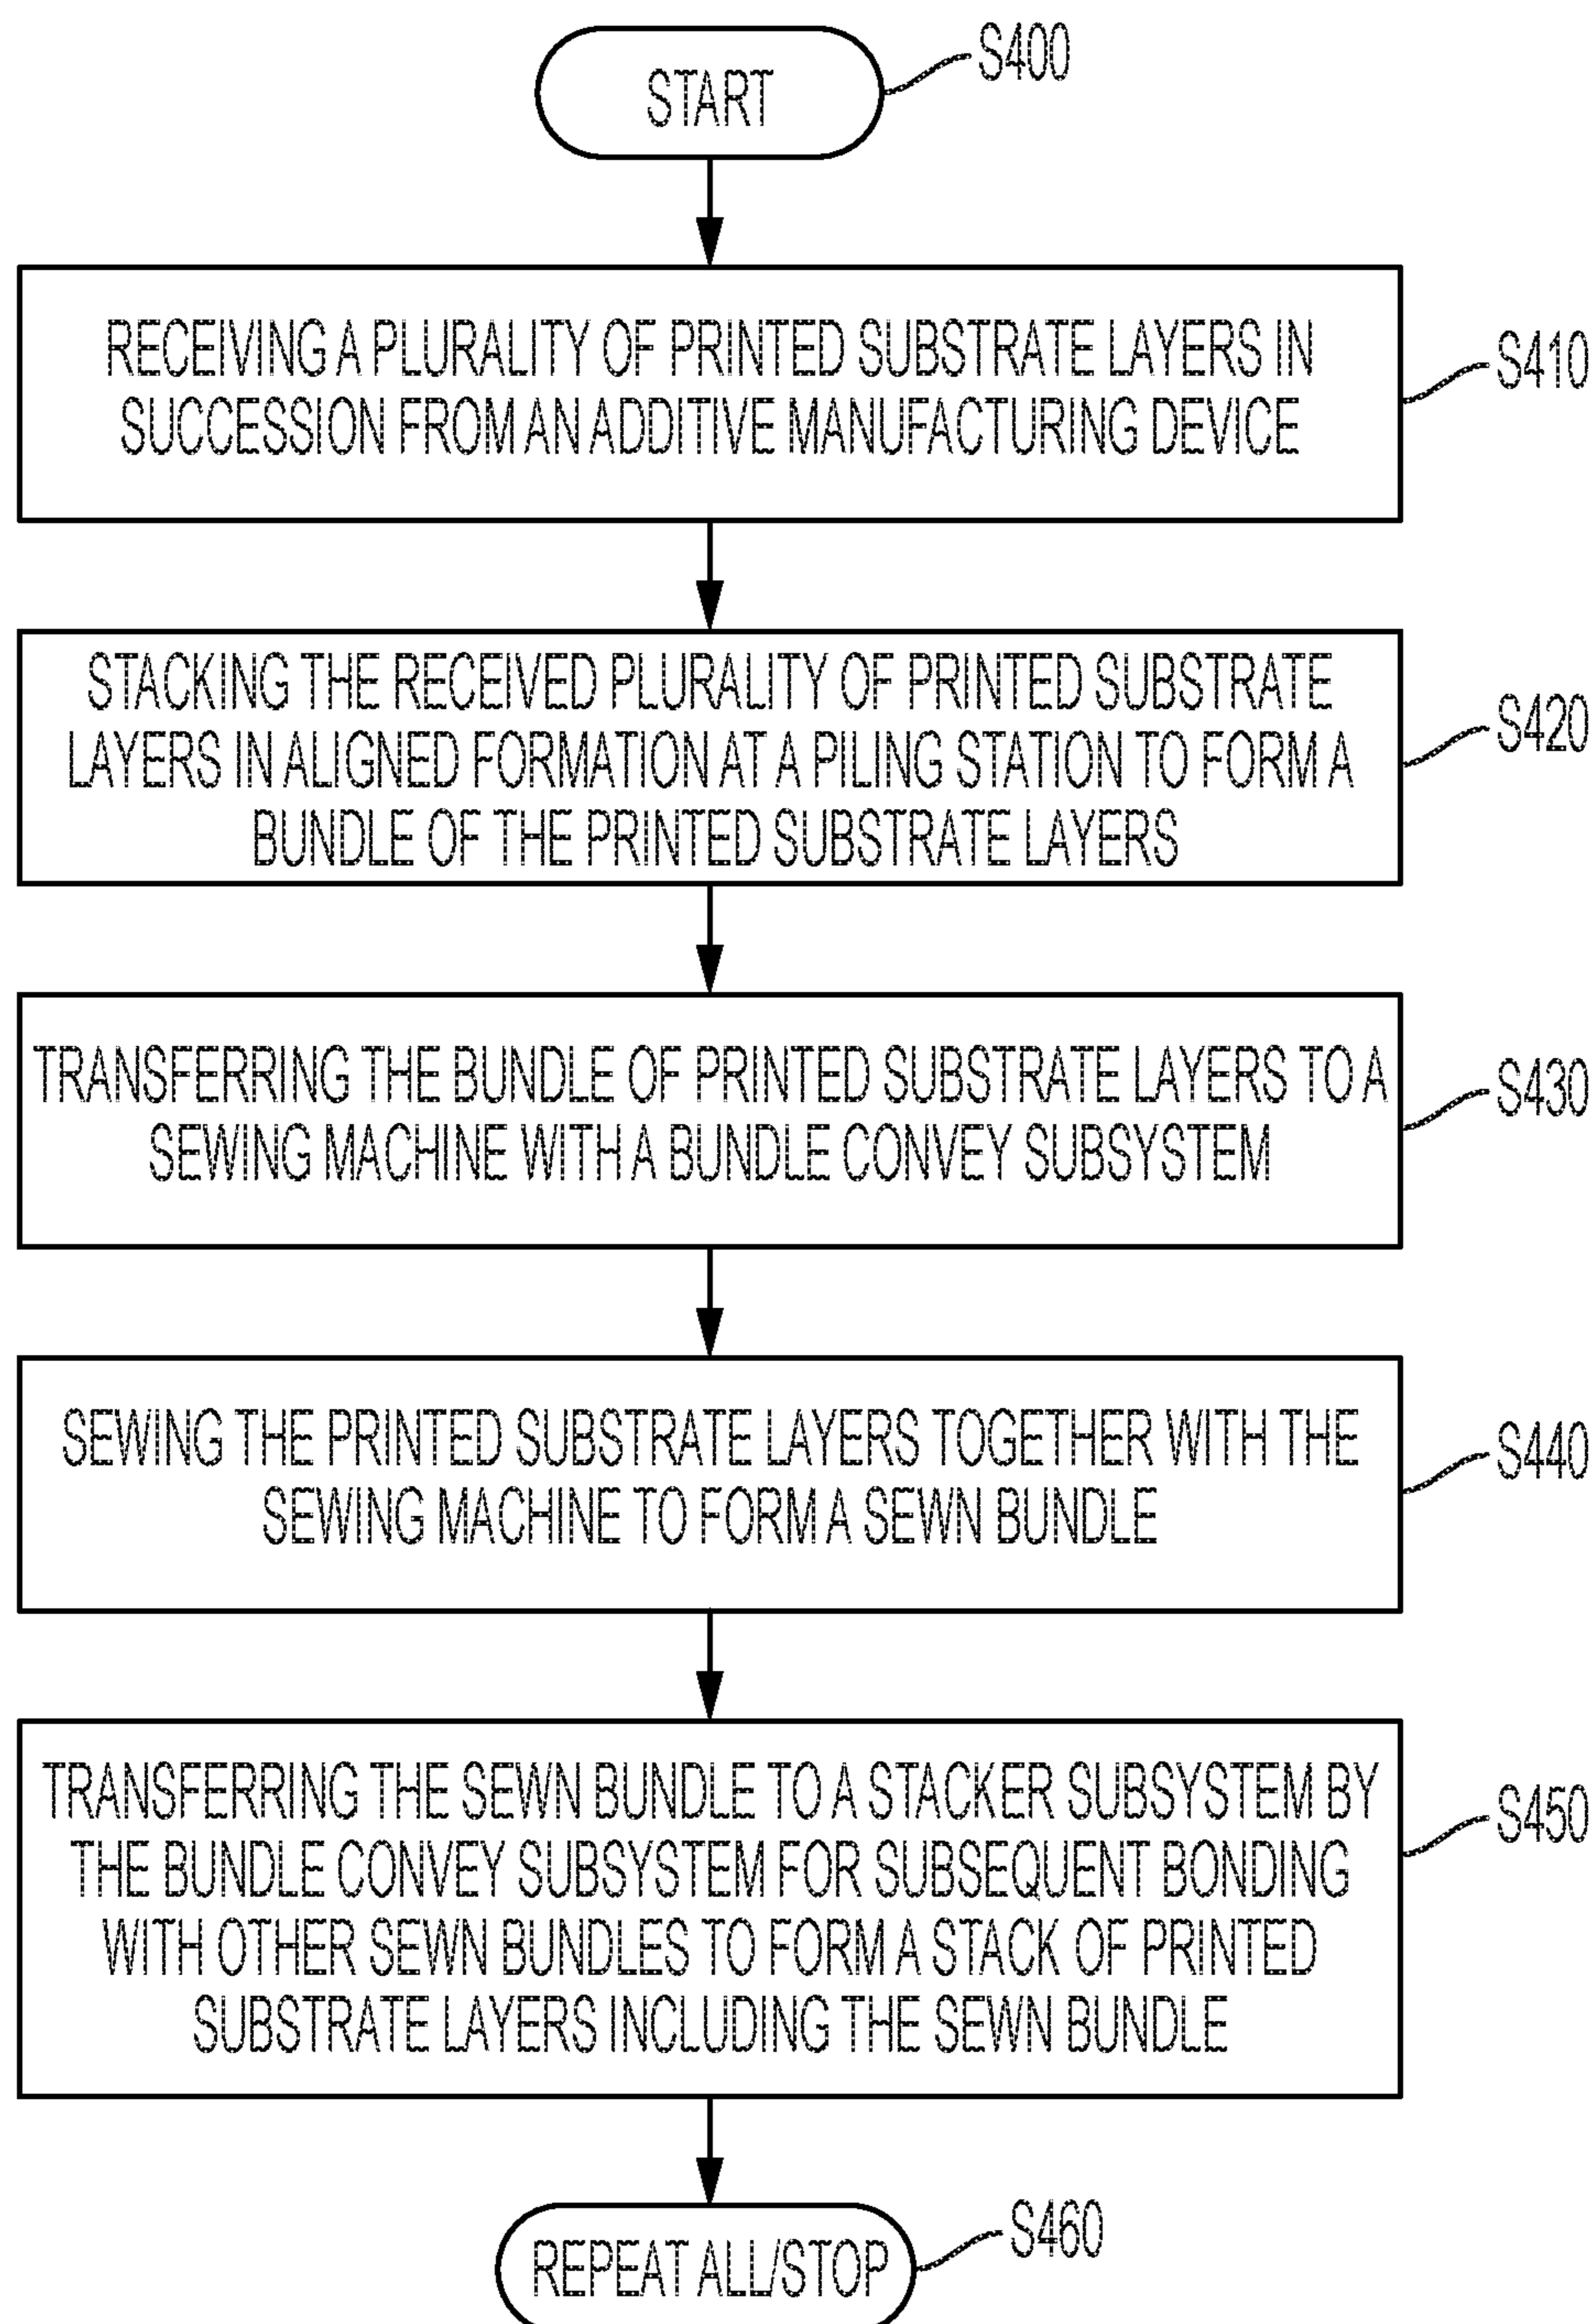 START
S400
RECEIVING A PLURALITY OF PRINTED SUBSTRATE LAYERS IN
SUCCESSION FROM AN ADDITIVE MANUFACTURING DEVICE
S410
STACKING THE RECEIVED PLURALITY OF PRINTED SUBSTRATE
LAYERS IN ALIGNED FORMATION AT A PILING STATION TO FORM A
BUNDLE OF THE PRINTED SUBSTRATE LAYERS
S420
TRANSFERRING THE BUNDLE OF PRINTED SUBSTRATE LAYERS TO A
SEWING MACHINE WITH A BUNDLE CONVEY SUBSYSTEM
S430
SEWING THE PRINTED SUBSTRATE LAYERS TOGETHER WITH THE
SEWING MACHINE TO FORM A SEWN BUNDLE
S440
TRANSFERRING THE SEWN BUNDLE TO A STACKER SUBSYSTEM BY
THE BUNDLE CONVEY SUBSYSTEM FOR SUBSEQUENT BONDING
WITH OTHER SEWN BUNDLES TO FORM A STACK OF PRINTED
SUBSTRATE LAYERS INCLUDING THE SEWN BUNDLE
S450
REPEAT ALL/STOP
S460